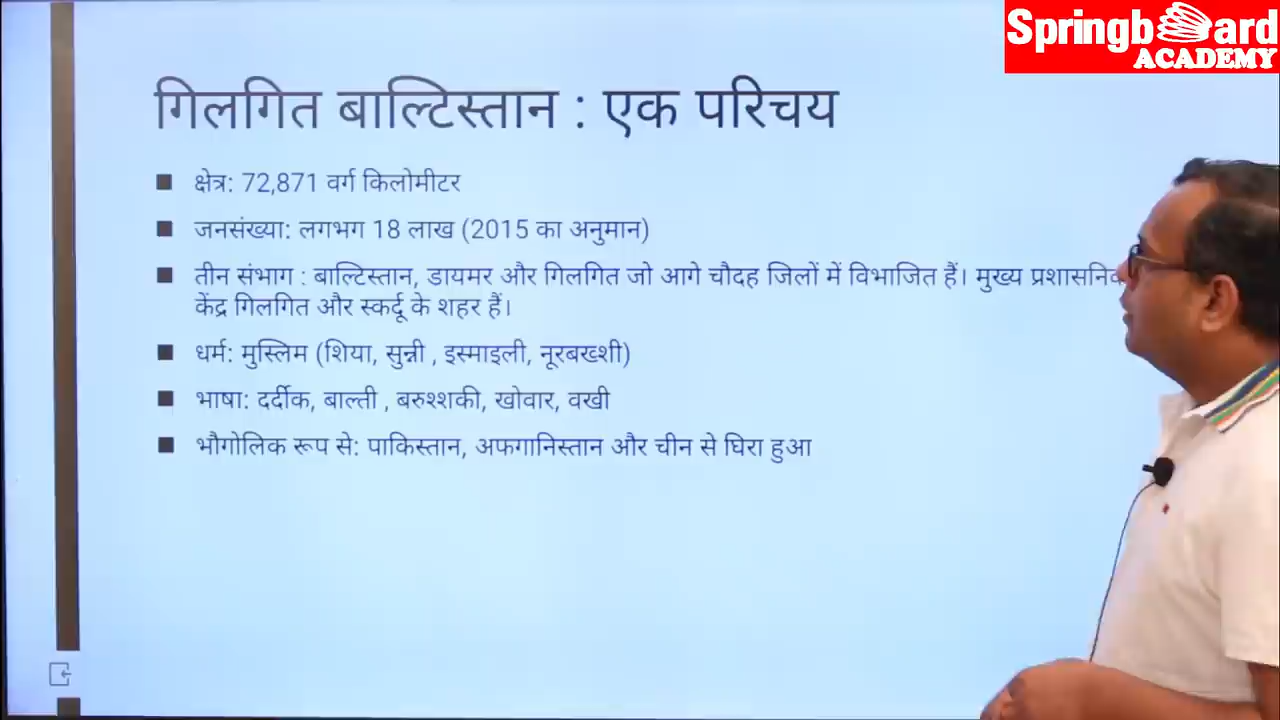 Springboard
ACADEMY
गिलगित बाल्टिस्तान : एक परिचय
■ क्षेत्र: 72,871 वर्ग किलोमीटर
■ जनसंख्या: लगभग 18 लाख (2015 का अनुमान)
■ तीन संभाग : बाल्टिस्तान, डायमर और गिलगित जो आगे चौदह जिलों में विभाजित हैं। मुख्य प्रशासनिक
केंद्र गिलगित और स्कर्दू के शहर हैं।
■ धर्म: मुस्लिम (शिया, सुन्नी , इस्माइली, नूरबख्शी)
■ भाषा: दर्दीक, बाल्ती , बरुश्शकी, खोवार, वखी
■ भौगोलिक रूप से: पाकिस्तान, अफगानिस्तान और चीन से घिरा हुआ